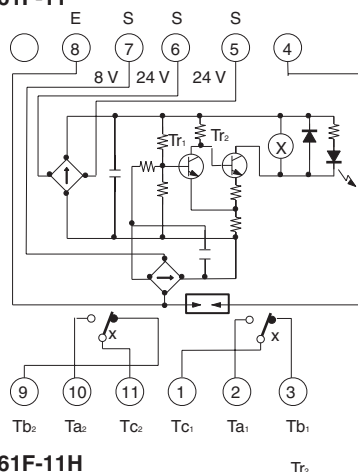 61F-11
E S S S
8 7 6 5 4
8 V 24 V 24 V
Tr1 Tr2
X
x x
9 10 11 1 2 3
Tb2 Ta2 Tc2 Tc1 Ta1 Tb1
61F-11H
Tr2